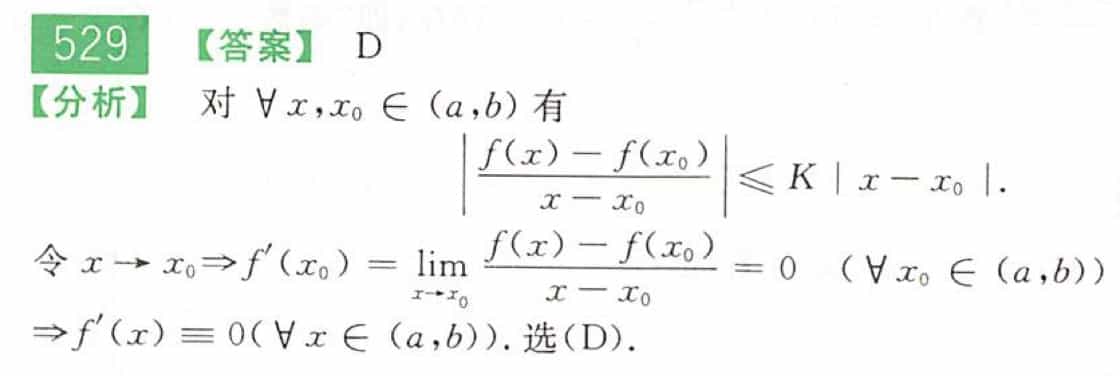 529 【答案】 D
【分析】 对 ∀x,x₀ ∈ (a,b) 有
|f(x) − f(x₀) / x − x₀| ≤ K | x − x₀ |.
令 x → x₀⇒f′(x₀) = lim x→x₀ f(x) − f(x₀) / x − x₀ = 0 (∀x₀ ∈ (a,b))
⇒f′(x) ≡ 0(∀x ∈ (a,b)). 选(D).